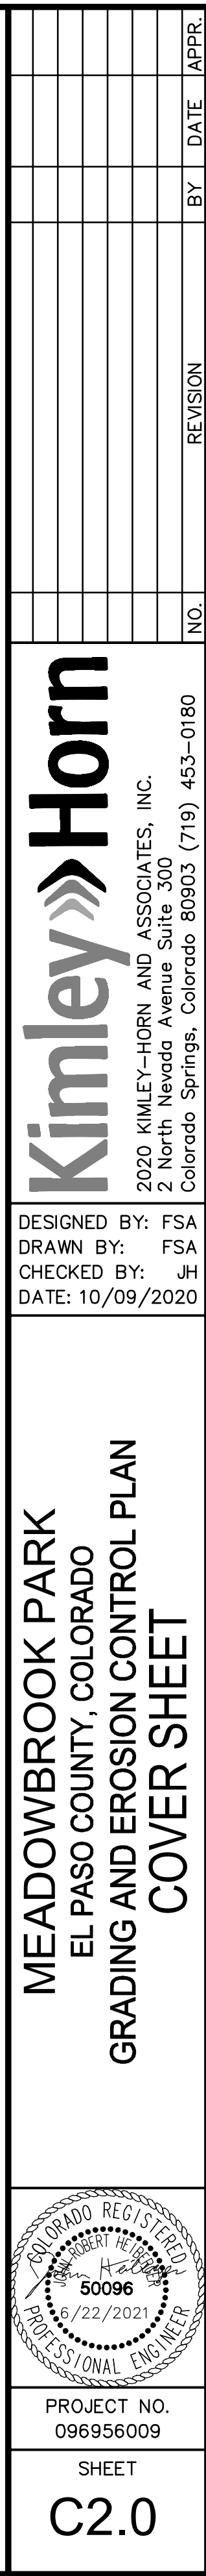 NO. REVISION BY DATE APPR.
Kimley»Horn
2020 KIMLEY-HORN AND ASSOCIATES, INC.
2 North Nevada Avenue Suite 300
Colorado Springs, Colorado 80903 (719) 453-0180
DESIGNED BY: FSA
DRAWN BY: FSA
CHECKED BY: JH
DATE: 10/09/2020
MEADOWBROOK PARK
EL PASO COUNTY, COLORADO
GRADING AND EROSION CONTROL PLAN
COVER SHEET
COLORADO REGISTERED
JOHN ROBERT HEIBERGER
50096
6/22/2021
PROFESSIONAL ENGINEER
PROJECT NO.
096956009
SHEET
C2.0